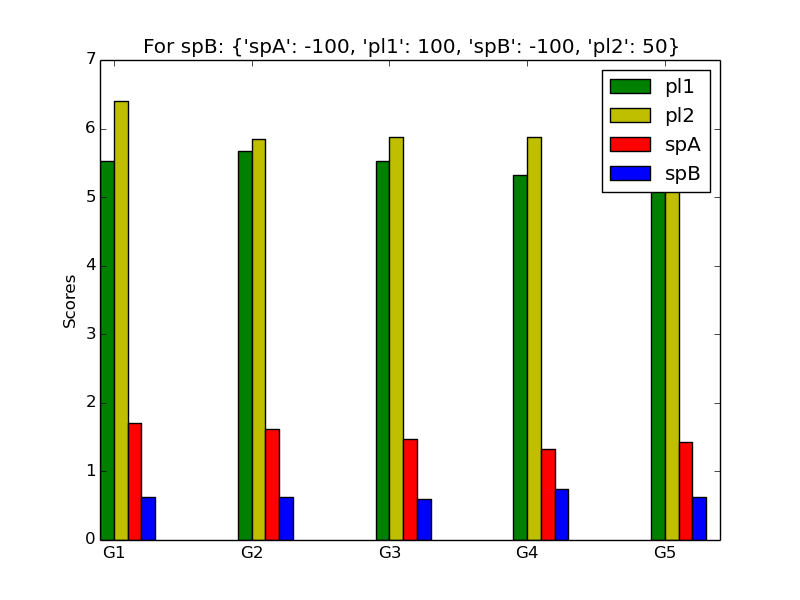 For spB: {'spA': -100, 'pl1': 100, 'spB': -100, 'pl2': 50}
7
6
5
4
3
2
1
0
Scores
pl1
pl2
spA
spB
G1 G2 G3 G4 G5